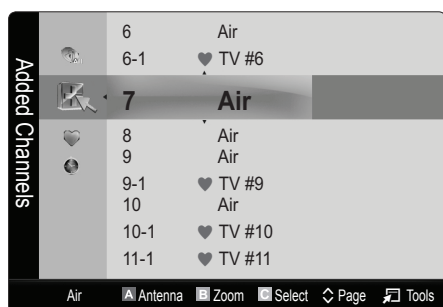 Added Channels
6 Air
6-1 ♥ TV #6
7 Air
8 Air
9 Air
9-1 ♥ TV #9
10 Air
10-1 ♥ TV #10
11-1 ♥ TV #11
Air A Antenna B Zoom C Select Page Tools